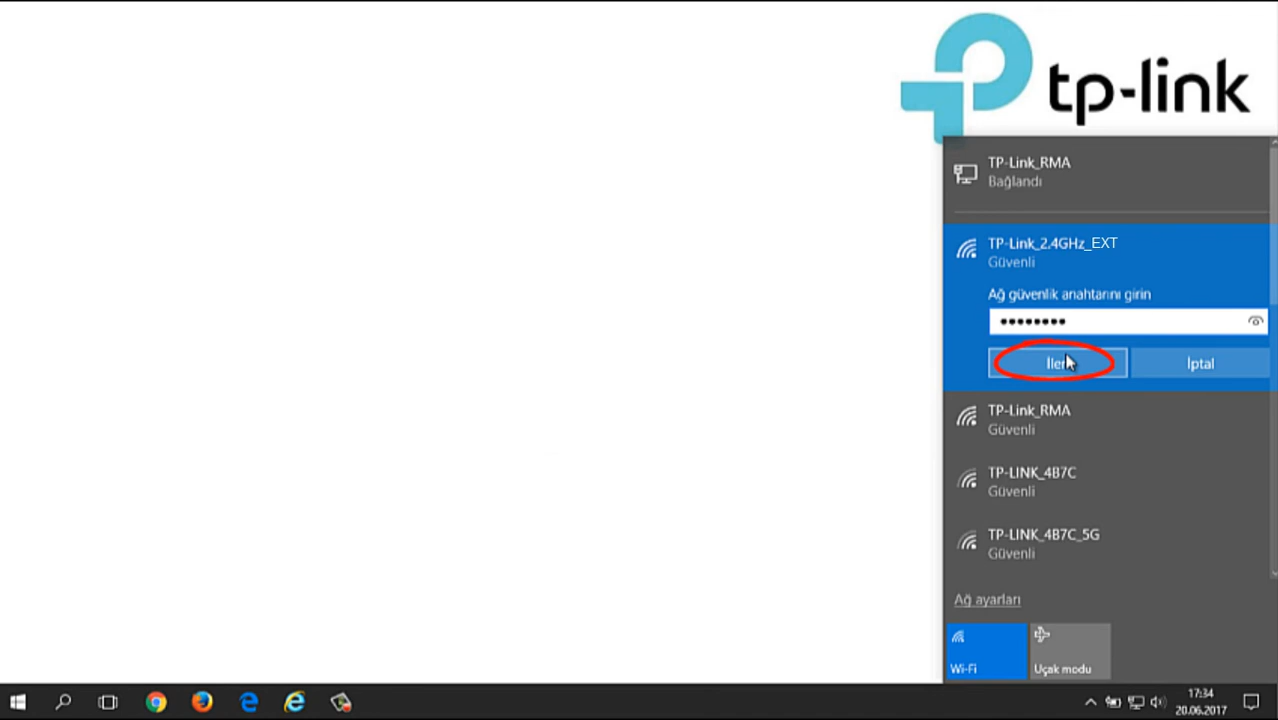 tp-link
TP-Link_RMA
Bağlandı
TP-Link_2.4GHz_EXT
Güvenli
Ağ güvenlik anahtarını girin
İptal
TP-Link_RMA
Güvenli
TP-LINK_4B7C
Güvenli
TP-LINK_4B7C_5G
Güvenli
Ağ ayarları
Wi-Fi
Uçak modu
17:34
20.06.2017